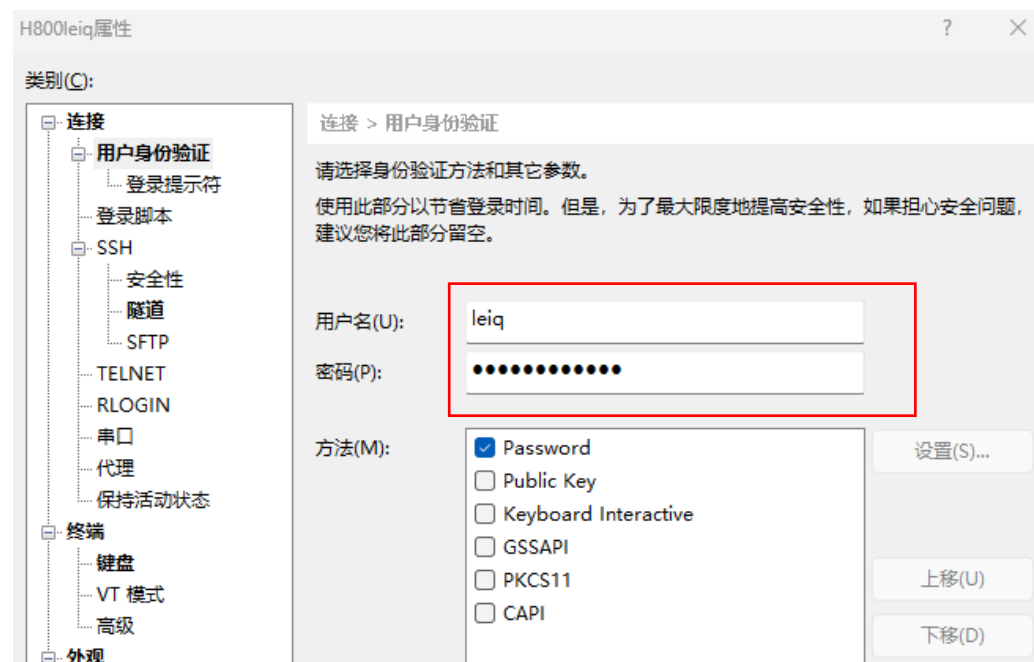 H800leiq属性
类别(C):
连接
用户身份验证
登录提示符
登录脚本
SSH
安全性
隧道
SFTP
TELNET
RLOGIN
串口
代理
保持活动状态
终端
键盘
VT 模式
高级
外观
连接 > 用户身份验证
请选择身份验证方法和其它参数。
使用此部分以节省登录时间。但是，为了最大限度地提高安全性，如果担心安全问题，
建议您将此部分留空。
用户名(U):
leiq
密码(P):
••••••••••••
方法(M):
Password
Public Key
Keyboard Interactive
GSSAPI
PKCS11
CAPI
设置(S)...
上移(U)
下移(D)